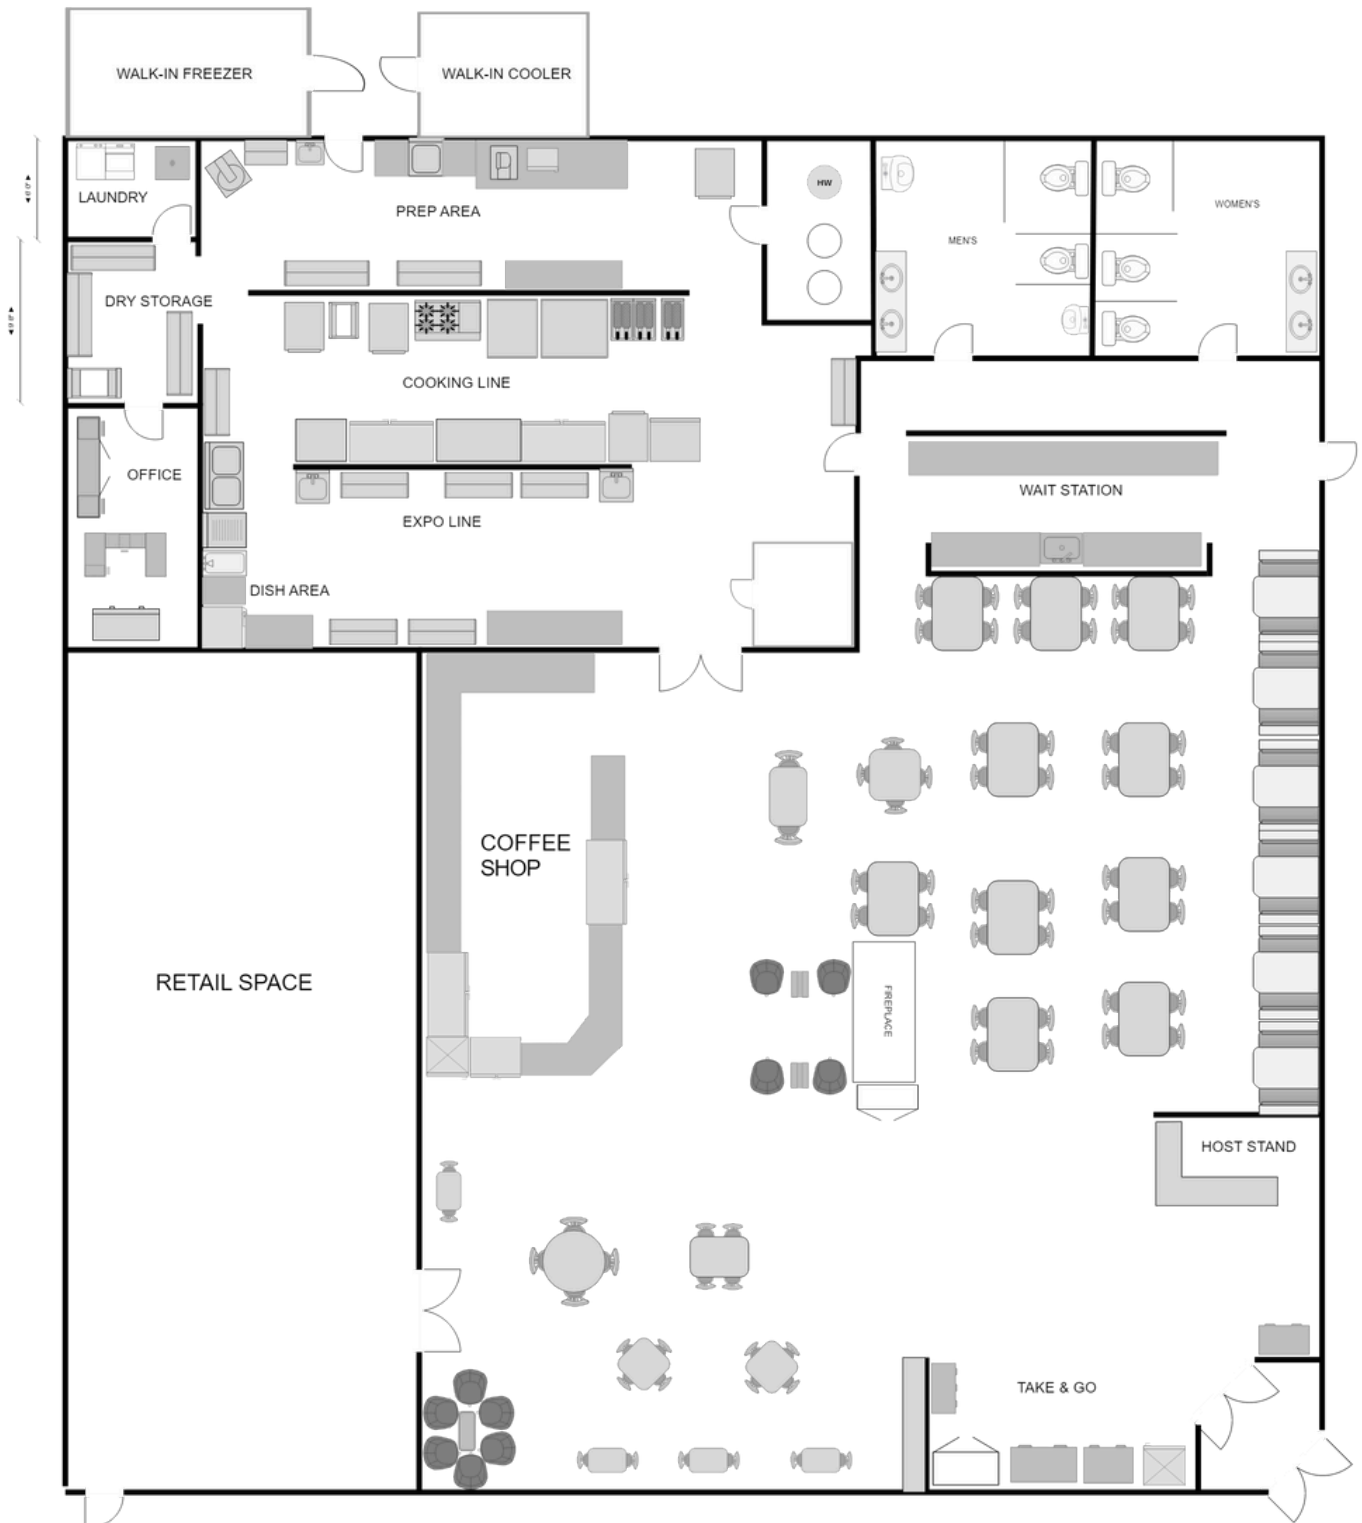 WALK-IN FREEZER
WALK-IN COOLER
LAUNDRY
PREP AREA
HW
MEN'S
WOMEN'S
DRY STORAGE
COOKING LINE
OFFICE
WAIT STATION
EXPO LINE
DISH AREA
COFFEE
SHOP
RETAIL SPACE
FIREPLACE
HOST STAND
TAKE & GO